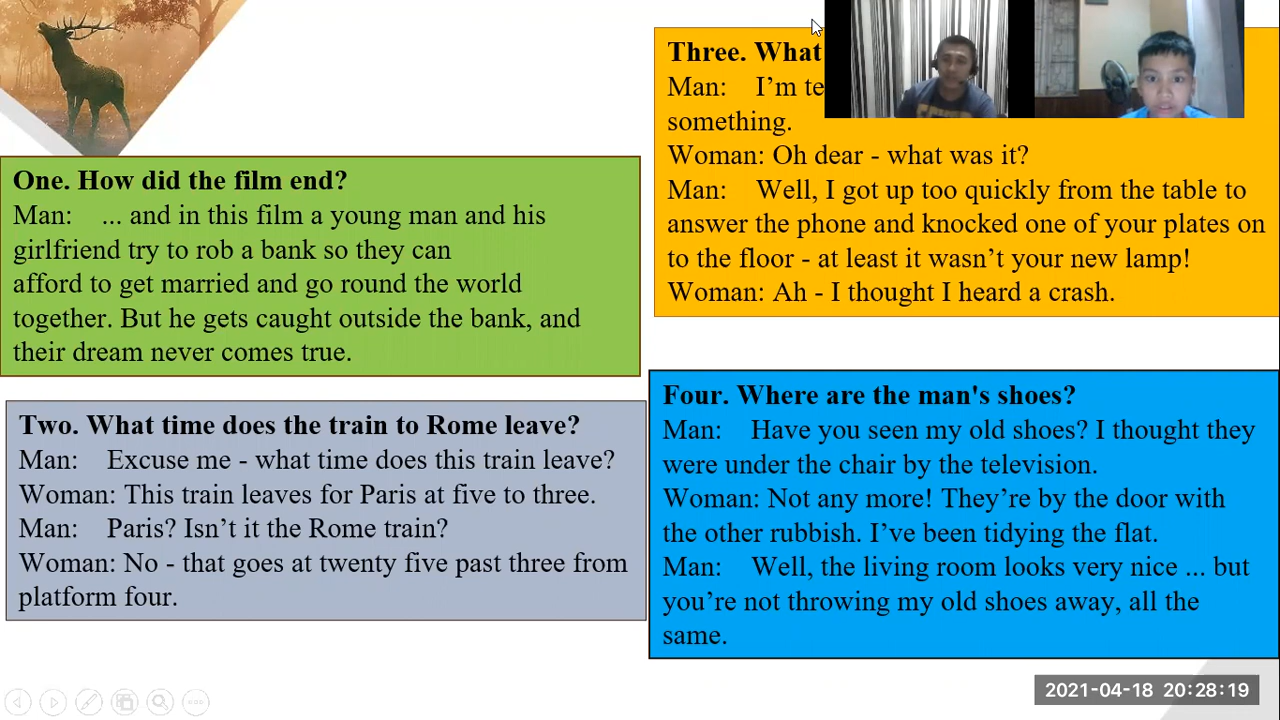 One. How did the film end?
Man: ... and in this film a young man and his
girlfriend try to rob a bank so they can
afford to get married and go round the world
together. But he gets caught outside the bank, and
their dream never comes true.
Two. What time does the train to Rome leave?
Man: Excuse me - what time does this train leave?
Woman: This train leaves for Paris at five to three.
Man: Paris? Isn't it the Rome train?
Woman: No - that goes at twenty five past three from
platform four.
Three. What
Man: I'm
something.
Woman: Oh dear - what was it?
Man: Well, I got up too quickly from the table to
answer the phone and knocked one of your plates on
to the floor - at least it wasn't your new lamp!
Woman: Ah - I thought I heard a crash.
Four. Where are the man's shoes?
Man: Have you seen my old shoes? I thought they
were under the chair by the television.
Woman: Not any more! They're by the door with
the other rubbish. I've been tidying the flat.
Man: Well, the living room looks very nice ... but
you're not throwing my old shoes away, all the
same.
2021-04-18 20:28:19